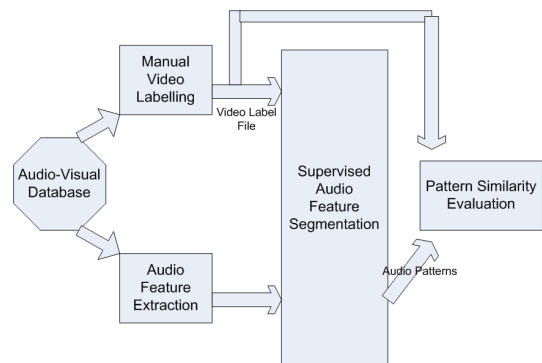 Manual
Video
Labelling
Video Label
File
Audio-Visual
Database
Supervised
Audio
Feature
Segmentation
Pattern Similarity
Evaluation
Audio
Feature
Extraction
Audio Patterns